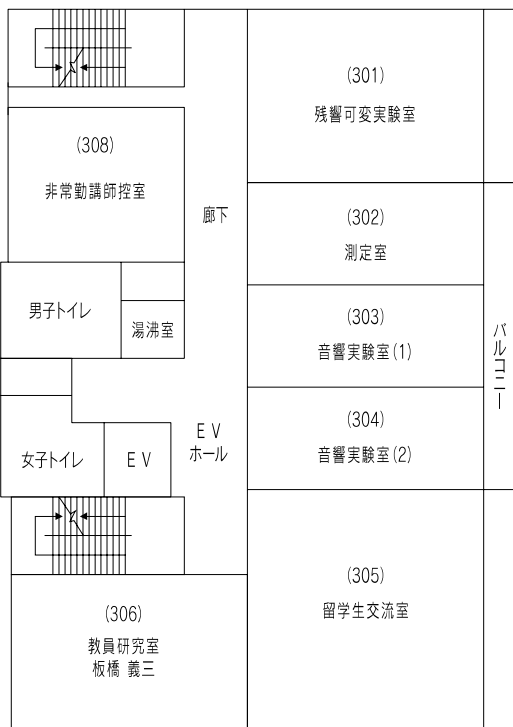 (301)
残響可変実験室
(308)
非常勤講師控室
廊下
(302)
測定室
男子トイレ
湯沸室
(303)
音響実験室(1)
バルコニー
(304)
音響実験室(2)
女子トイレ
EV
EV
ホール
(305)
留学生交流室
(306)
教員研究室
板橋 義三